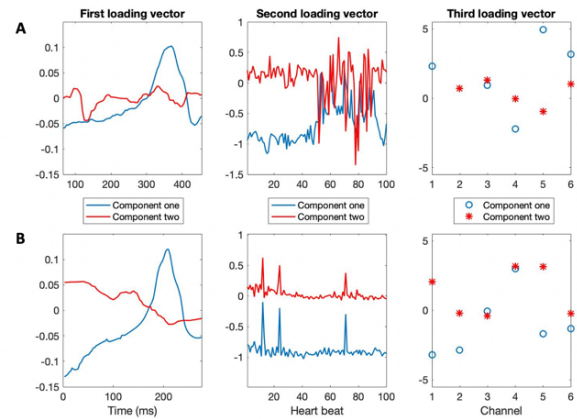 First loading vector
Second loading vector
Third loading vector
A
0.1
0.05
0
-0.05
-0.1
-0.15
100 200 300 400
1
0.5
0
-0.5
-1
-1.5
0 20 40 60 80 100
5
0
-5
1 2 3 4 5 6
Component one
Component two
Component one
Component two
Component one
Component two
B
0.1
0.05
0
-0.05
-0.1
-0.15
0 100 200
Time (ms)
1
0.5
0
-0.5
-1
0 20 40 60 80 100
Heart beat
5
0
-5
1 2 3 4 5 6
Channel